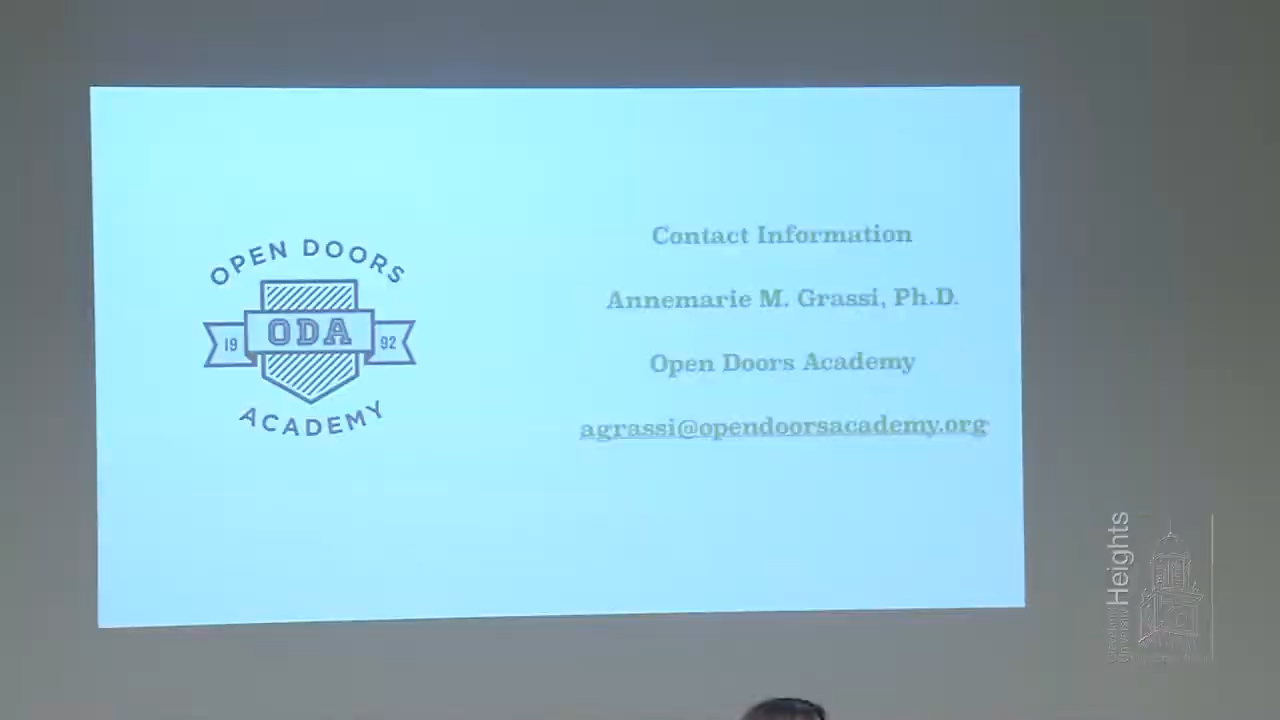 OPEN DOORS
19 ODA 92
ACADEMY
Contact Information
Annemarie M. Grassi, Ph.D.
Open Doors Academy
agrassi@opendoorsacademy.org
Heights